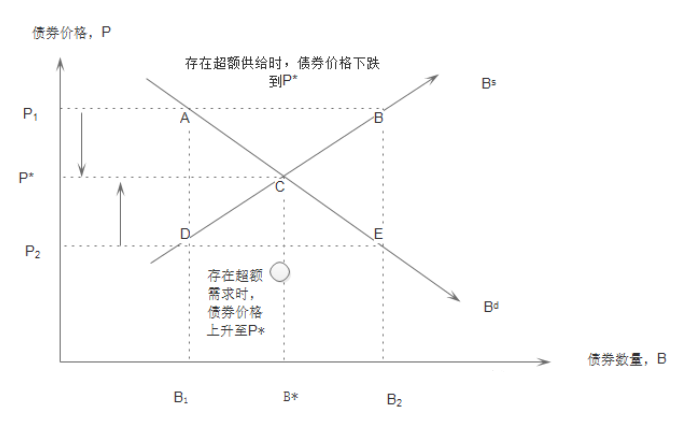 债券价格，P
存在超额供给时，债券价格下跌
到P*
Bs
P1
A
B
P*
C
D
E
P2
存在超额
需求时，
债券价格
上升至P*
Bd
债券数量，B
B1
B*
B2